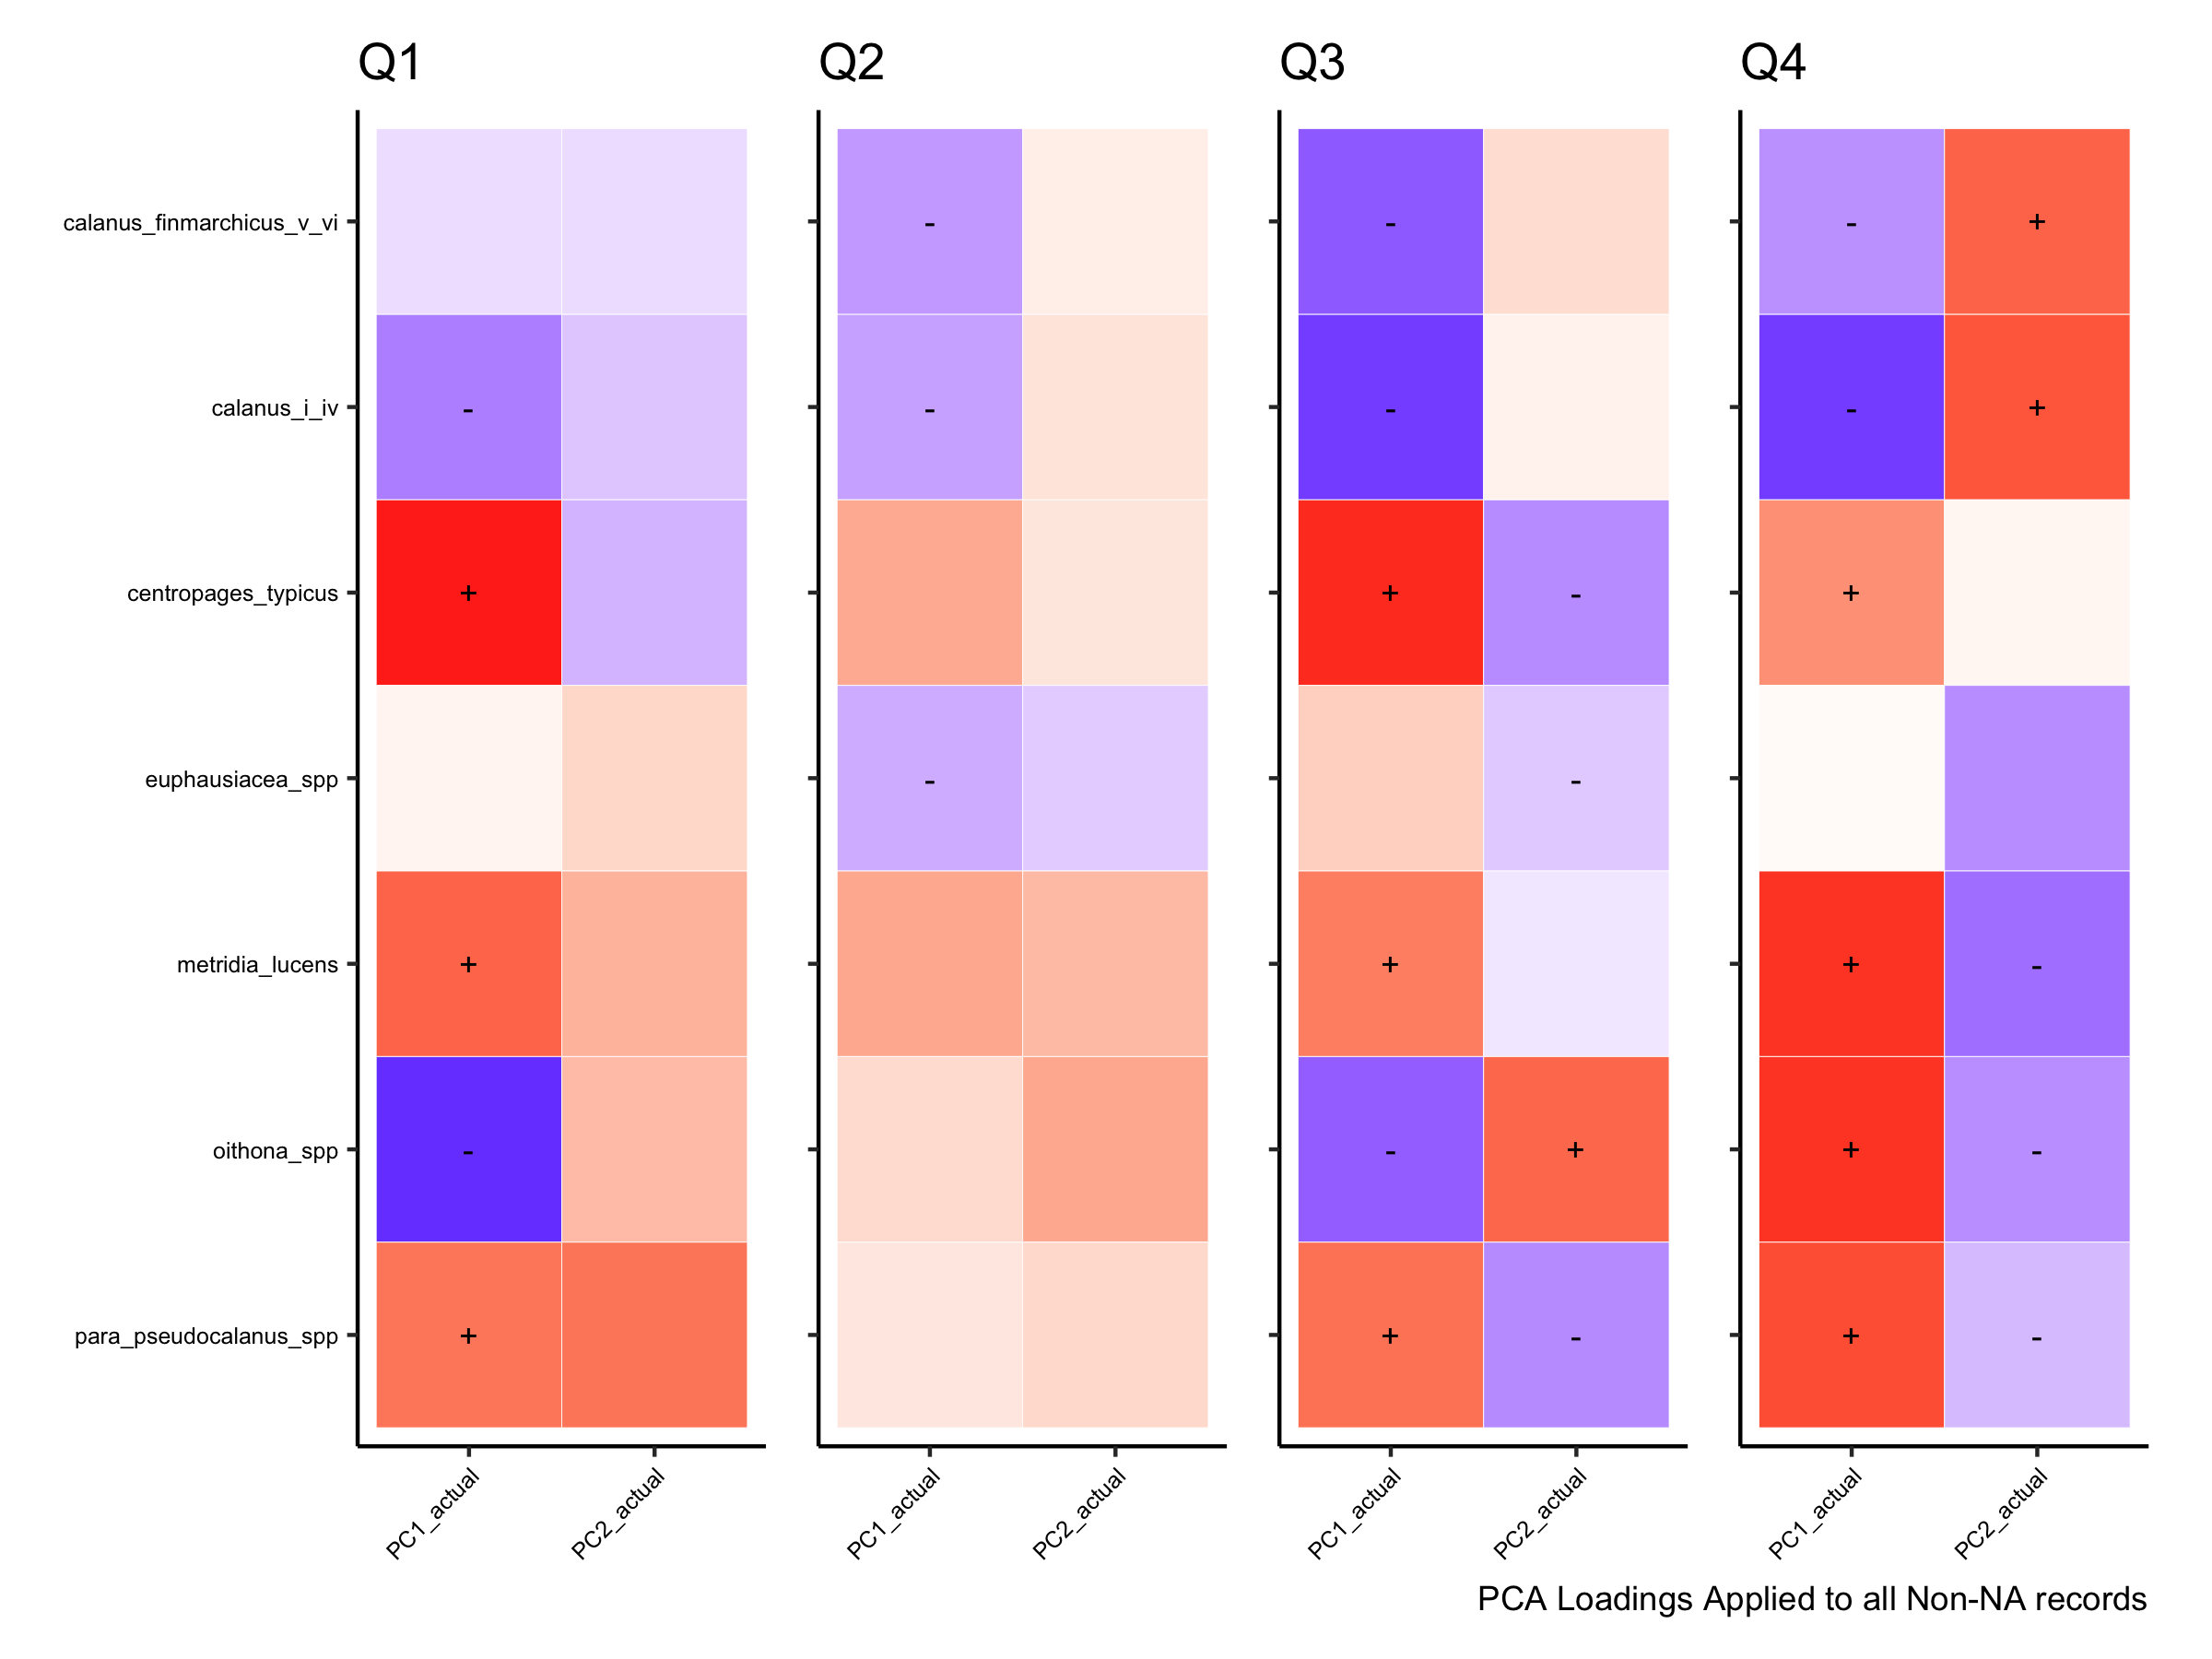 Q1 Q2 Q3 Q4
calanus_finmarchicus_v_vi - - - +
calanus_i_iv - - - - +
centropages_typicus + + - +
euphausiacea_spp - -
metridia_lucens + + + -
oithona_spp - - + + -
para_pseudocalanus_spp + + - + -
PC1_actual PC2_actual PC1_actual PC2_actual PC1_actual PC2_actual PC1_actual PC2_actual
PCA Loadings Applied to all Non-NA records